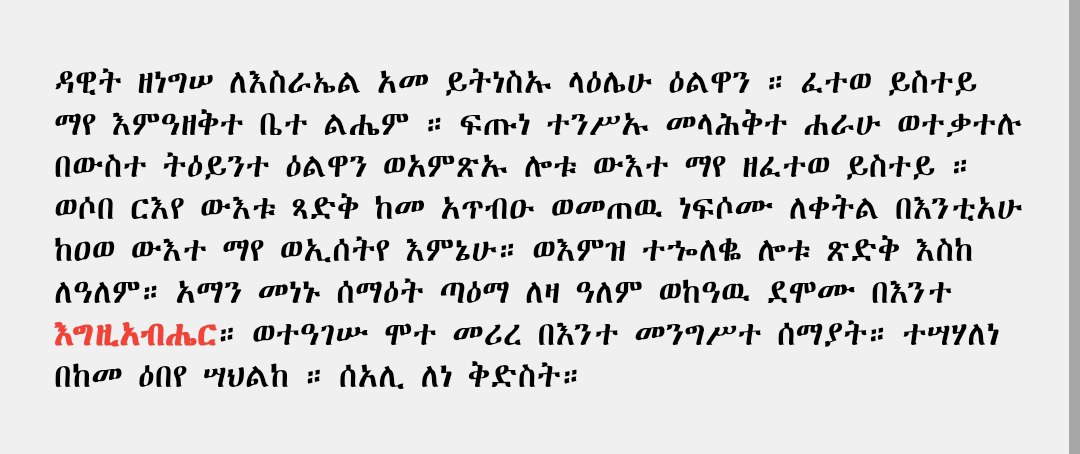 ዳዊት ዘነግሠ ለእስራኤል አመ ይትነስኡ ላዕሌሁ ዕልዋን ። ፈተወ ይስተይ
ማየ እምዓዘቅተ ቤተ ልሔም ። ፍጡነ ተንሥኡ መላሕቅተ ሐራሁ ወተቃተሉ
በውስተ ትዕይንተ ዕልዋን ወአምጽኡ ሎቱ ውእተ ማየ ዘፈተወ ይስተይ ።
ወሶበ ርእየ ውእቱ ጻድቅ ከመ አጥብዑ ወመጠዉ ነፍሶሙ ለቀትል በእንቲአሁ
ከዐወ ውእተ ማየ ወኢሰትየ እምኔሁ። ወእምዝ ተኈለቈ ሎቱ ጽድቅ እስከ
ለዓለም። አማን መነኑ ሰማዕት ጣዕማ ለዛ ዓለም ወከዓዉ ደሞሙ በእንተ
እግዚአብሔር። ወተዓገሡ ሞተ መሪረ በእንተ መንግሥተ ሰማያት። ተሣሃለነ
በከመ ዕበየ ሣህልከ ። ሰአሊ ለነ ቅድስት።